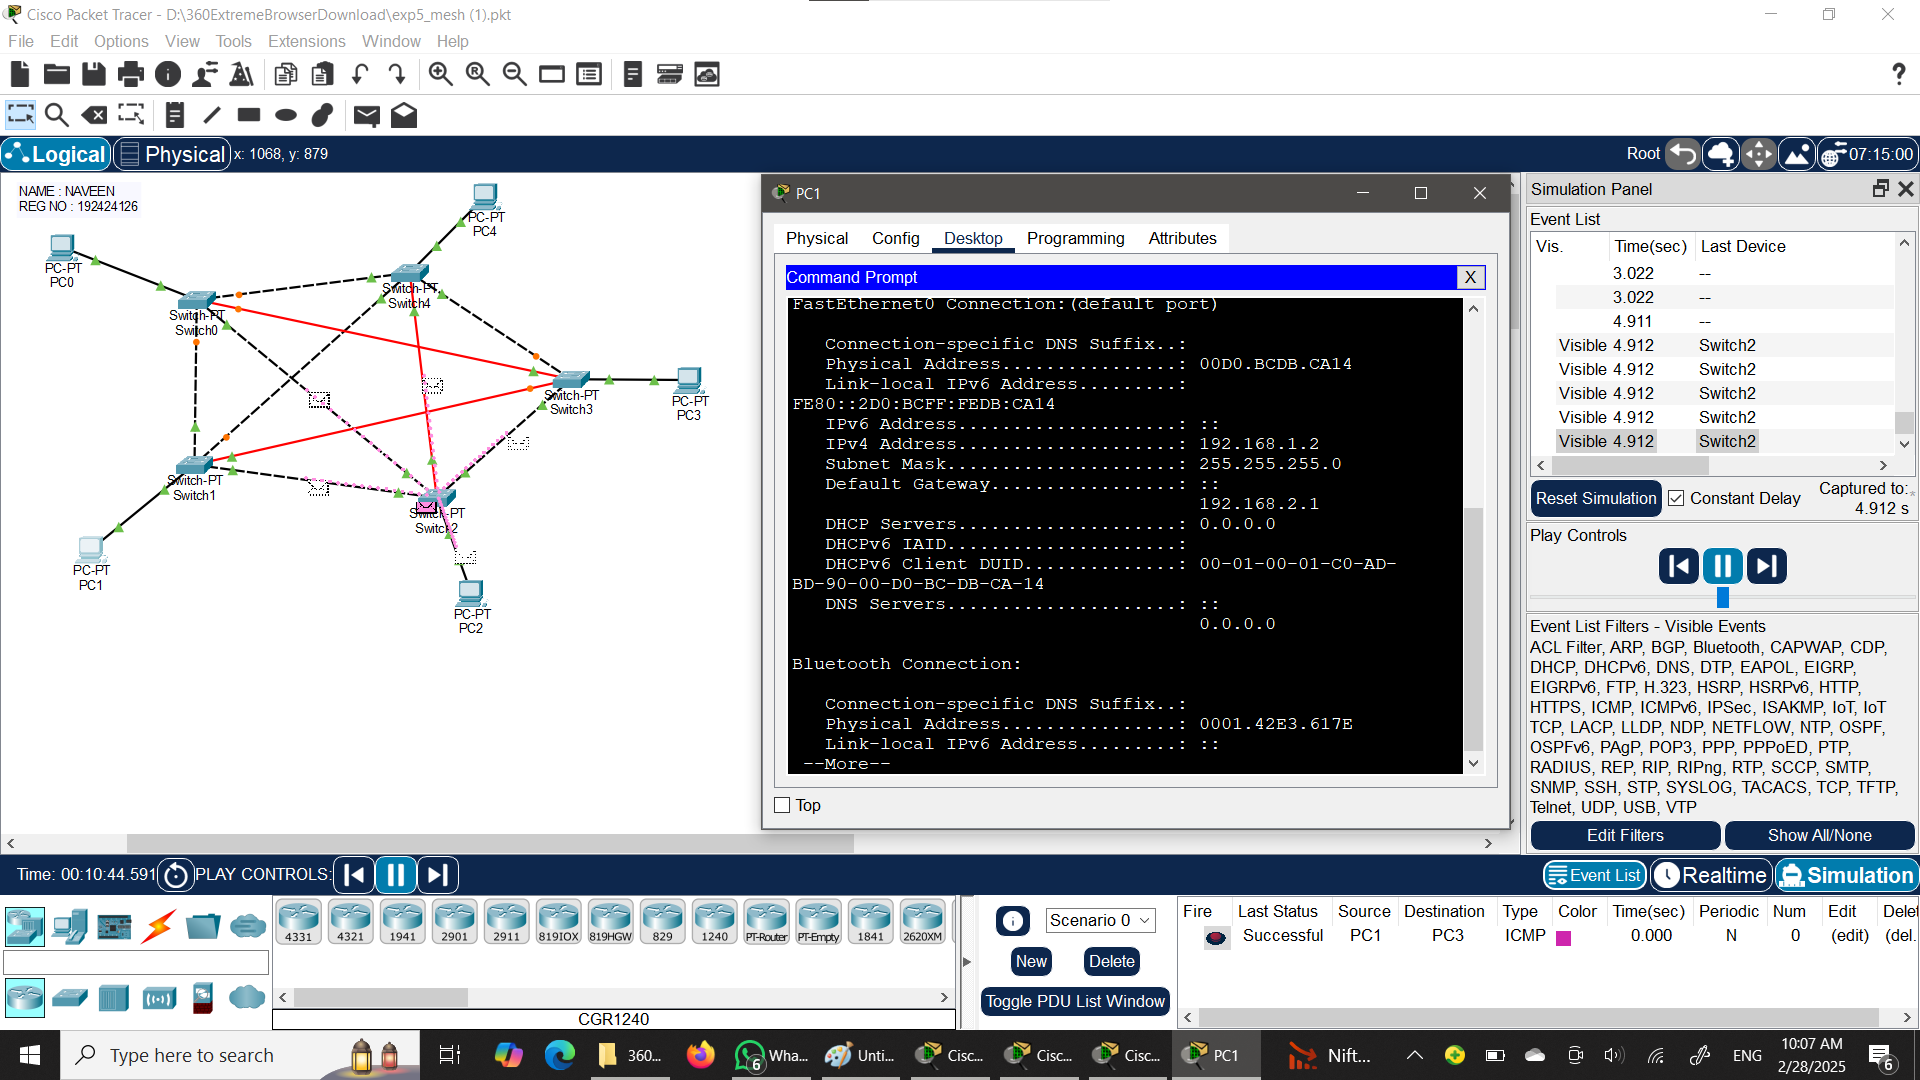 Cisco Packet Tracer - D:\360ExtremeBrowserDownload\exp5_mesh (1).pkt
File Edit Options View Tools Extensions Window Help
Logical Physical x: 1068, y: 879 Root 07:15:00
NAME : NAVEEN
REG NO : 192424126
PC-PT
PC4
PC-PT
PC0
Switch-PT
Switch4
Switch-PT
Switch0
Switch-PT
Switch3
PC-PT
PC3
Switch-PT
Switch1
Switch-PT
Switch2
PC-PT
PC1
PC-PT
PC2
PC1
Physical Config Desktop Programming Attributes
Command Prompt X
FastEthernet0 Connection:(default port)
Connection-specific DNS Suffix..:
Physical Address................: 00D0.BCDB.CA14
Link-local IPv6 Address.........:
FE80::2D0:BCFF:FEDB:CA14
IPv6 Address....................: ::
IPv4 Address....................: 192.168.1.2
Subnet Mask.....................: 255.255.255.0
Default Gateway.................: ::
192.168.2.1
DHCP Servers....................: 0.0.0.0
DHCPv6 IAID.....................:
DHCPv6 Client DUID..............: 00-01-00-01-C0-AD-
BD-90-00-D0-BC-DB-CA-14
DNS Servers.....................: ::
0.0.0.0
Bluetooth Connection:
Connection-specific DNS Suffix..:
Physical Address................: 0001.42E3.617E
Link-local IPv6 Address.........: ::
--More--
Top
Simulation Panel
Event List
Vis. Time(sec) Last Device
3.022 --
3.022 --
4.911 --
Visible 4.912 Switch2
Visible 4.912 Switch2
Visible 4.912 Switch2
Visible 4.912 Switch2
Visible 4.912 Switch2
Reset Simulation Constant Delay Captured to:
4.912 s
Play Controls
Event List Filters - Visible Events
ACL Filter, ARP, BGP, Bluetooth, CAPWAP, CDP,
DHCP, DHCPv6, DNS, DTP, EAPOL, EIGRP,
EIGRPv6, FTP, H.323, HSRP, HSRPv6, HTTP,
HTTPS, ICMP, ICMPv6, IPSec, ISAKMP, IoT, IoT
TCP, LACP, LLDP, NDP, NETFLOW, NTP, OSPF,
OSPFv6, PAgP, POP3, PPP, PPPoED, PTP,
RADIUS, REP, RIP, RIPng, RTP, SCCP, SMTP,
SNMP, SSH, STP, SYSLOG, TACACS, TCP, TFTP,
Telnet, UDP, USB, VTP
Edit Filters Show All/None
Time: 00:10:44.591 PLAY CONTROLS: Event List Realtime Simulation
4331 4321 1941 2901 2911 819IOX 819HGW 829 1240 PT-Router PT-Empty 1841 2620XM
CGR1240
Scenario 0
New Delete
Toggle PDU List Window
Fire Last Status Source Destination Type Color Time(sec) Periodic Num Edit Delet
Successful PC1 PC3 ICMP 0.000 N 0 (edit) (del.
Type here to search 360... Wha... 6 Unti... Cisc... Cisc... Cisc... PC1 Nift... ENG 10:07 AM
2/28/2025 6